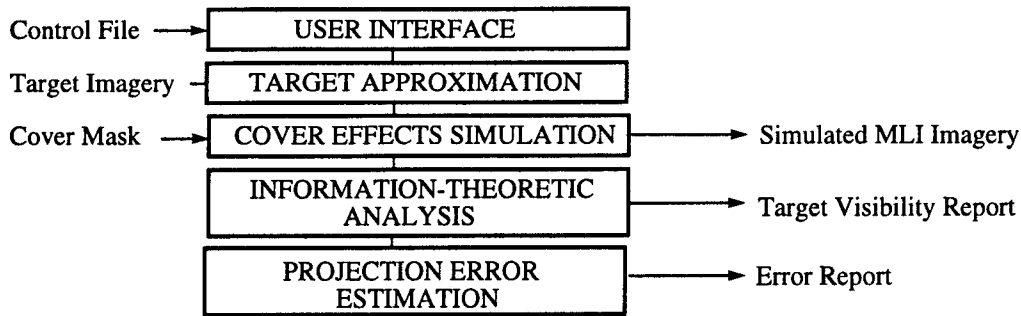 Control File
USER INTERFACE
Target Imagery
TARGET APPROXIMATION
Cover Mask
COVER EFFECTS SIMULATION
Simulated MLI Imagery
INFORMATION-THEORETIC
ANALYSIS
Target Visibility Report
PROJECTION ERROR
ESTIMATION
Error Report